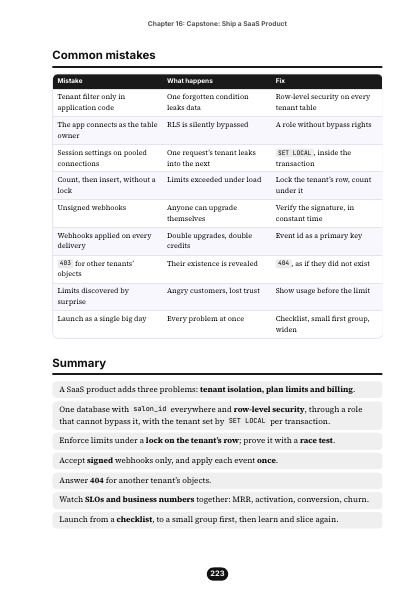 Chapter 16: Capstone: Ship a SaaS Product
Common mistakes
Mistake What happens Fix
Tenant filter only in application code One forgotten condition leaks data Row-level security on every tenant table
The app connects as the table owner RLS is silently bypassed A role without bypass rights
Session settings on pooled connections One request's tenant leaks into the next SET LOCAL, inside the transaction
Count, then insert, without a lock Limits exceeded under load Lock the tenant's row, count under it
Unsigned webhooks Anyone can upgrade themselves Verify the signature, in constant time
Webhooks applied on every delivery Double upgrades, double credits Event id as a primary key
403 for other tenants' objects Their existence is revealed 404, as if they did not exist
Limits discovered by surprise Angry customers, lost trust Show usage before the limit
Launch as a single big day Every problem at once Checklist, small first group, widen
Summary
A SaaS product adds three problems: tenant isolation, plan limits and billing.
One database with salon_id everywhere and row-level security, through a role
that cannot bypass it, with the tenant set by SET LOCAL per transaction.
Enforce limits under a lock on the tenant's row; prove it with a race test.
Accept signed webhooks only, and apply each event once.
Answer 404 for another tenant's objects.
Watch SLOs and business numbers together: MRR, activation, conversion, churn.
Launch from a checklist, to a small group first, then learn and slice again.
223